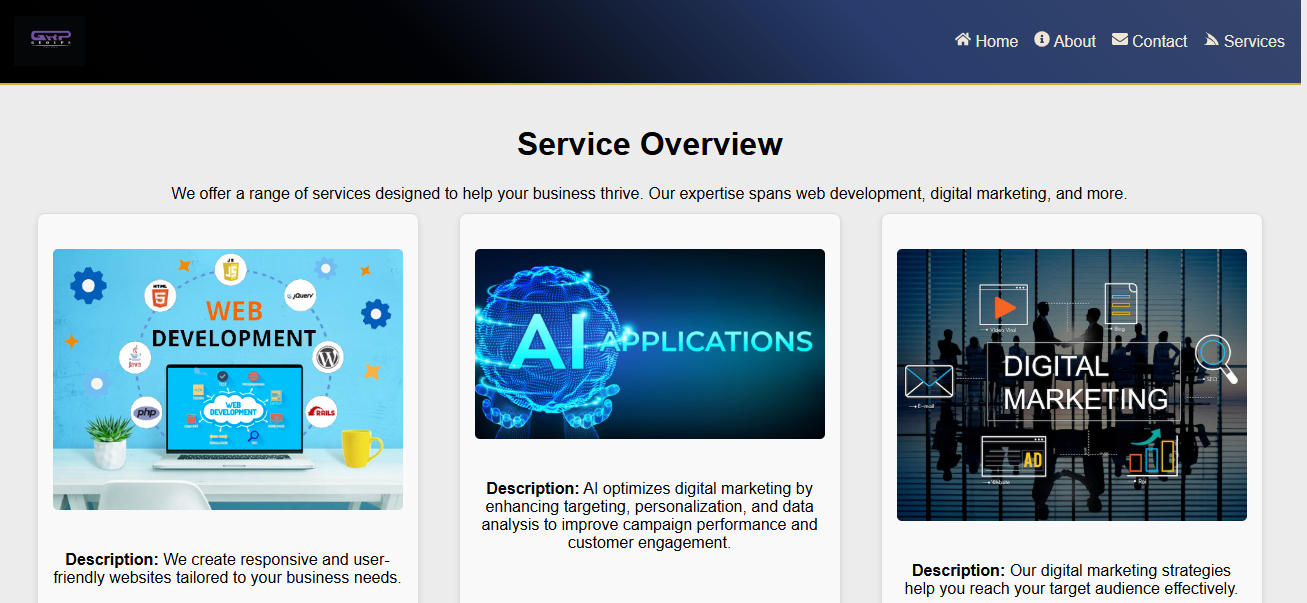 GWP
Home
About
Contact
Services
Service Overview
We offer a range of services designed to help your business thrive. Our expertise spans web development, digital marketing, and more.
JS
HTML
jQuery
WEB
DEVELOPMENT
Java
php
WEB
DEVELOPMENT
RAILS
Description: We create responsive and user-
friendly websites tailored to your business needs.
AI APPLICATIONS
Description: AI optimizes digital marketing by
enhancing targeting, personalization, and data
analysis to improve campaign performance and
customer engagement.
Video Viral
Blog
DIGITAL
MARKETING
SEO
E-mail
AD
Website
Roi
Description: Our digital marketing strategies
help you reach your target audience effectively.